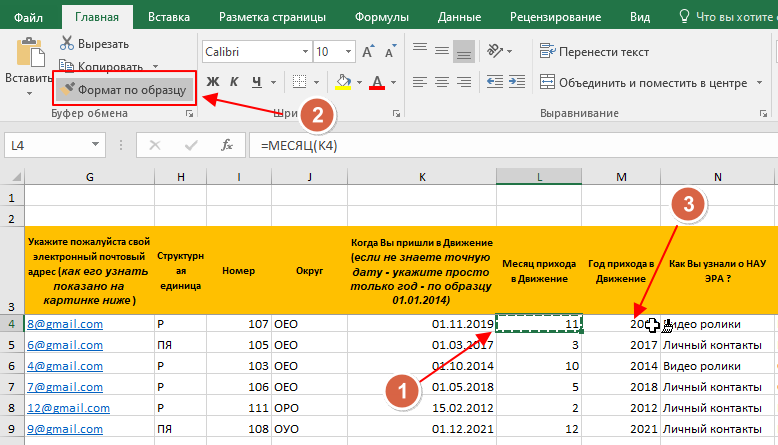 Файл Главная Вставка Разметка страницы Формулы Данные Рецензирование Вид Что вы хотите с
Вставить
Вырезать
Копировать
Формат по образцу
Буфер обмена
Calibri 10 A A
Ж К Ч A
Шри
Перенести текст
Объединить и поместить в центре
Выравнивание
2
L4 fx =МЕСЯЦ(K4)
G H I J K L M N
1
2
3
3
Укажите пожалуйста свой
электронный почтовый
адрес (как его узнать
показано на
картинке ниже )
Структурн
ая
единица
Номер
Округ
Когда Вы пришли в Движение
(если не знаете точную
дату - укажите просто
только год - по образцу
01.01.2014)
Месяц прихода
в Движение
Год прихода в
Движение
Как Вы узнали о НАУ
ЭРА ?
4 8@gmail.com Р 107 ОЕО 01.11.2019 11 Видео ролики
5 6@gmail.com ПЯ 105 ОЕО 01.03.2017 3 2017 Личный контакты
6 4@gmail.com Р 103 ОЕО 01.10.2014 10 2014 Видео ролики
7 7@gmail.com Р 106 ОЕО 01.05.2018 5 2018 Личный контакты
8 12@gmail.com Р 111 ОРО 15.02.2012 2 2012 Личный контакты
9 9@gmail.com ПЯ 108 ОУО 01.12.2021 12 2021 Личный контакты
1